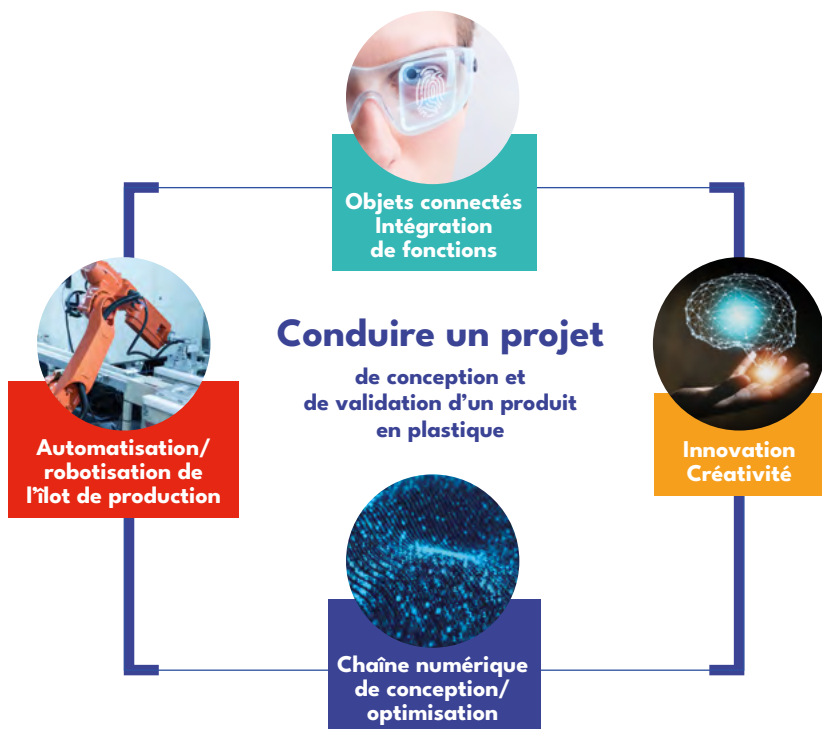 Objets connectés
Intégration
de fonctions
Conduire un projet
de conception et
de validation d’un produit
en plastique
Automatisation/
robotisation de
l’îlot de production
Innovation
Créativité
Chaîne numérique
de conception/
optimisation